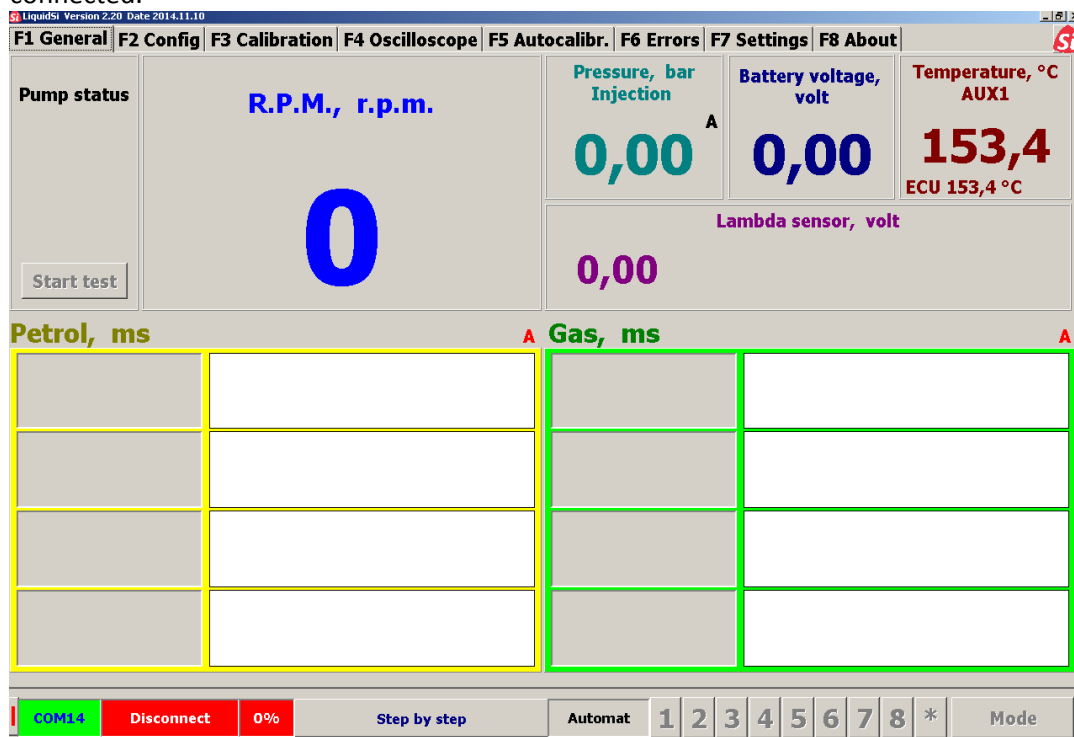 connected.
Si LiquidSi Version 2.20 Date 2014.11.10
F1 General F2 Config F3 Calibration F4 Oscilloscope F5 Autocalibr. F6 Errors F7 Settings F8 About Si
Pump status
R.P.M., r.p.m.
0
Start test
Pressure, bar
Injection
A
0,00
Battery voltage,
volt
0,00
Temperature, °C
AUX1
153,4
ECU 153,4 °C
Lambda sensor, volt
0,00
Petrol, ms A
Gas, ms A
COM14 Disconnect 0% Step by step Automat 1 2 3 4 5 6 7 8 * Mode